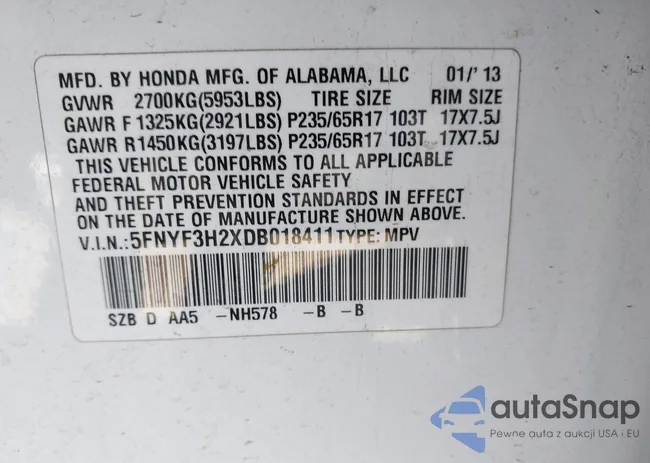 MFD. BY HONDA MFG. OF ALABAMA, LLC 01/' 13
GVWR 2700KG(5953LBS) TIRE SIZE RIM SIZE
GAWR F 1325KG(2921LBS) P235/65R17 103T 17X7.5J
GAWR R1450KG(3197LBS) P235/65R17 103T 17X7.5J
THIS VEHICLE CONFORMS TO ALL APPLICABLE
FEDERAL MOTOR VEHICLE SAFETY
AND THEFT PREVENTION STANDARDS IN EFFECT
ON THE DATE OF MANUFACTURE SHOWN ABOVE.
V.I.N.:5FNYF3H2XDB018411 TYPE: MPV
SZB D AA5 -NH578 -B -B
autoSnap
Pewne auta z aukcji USA i EU